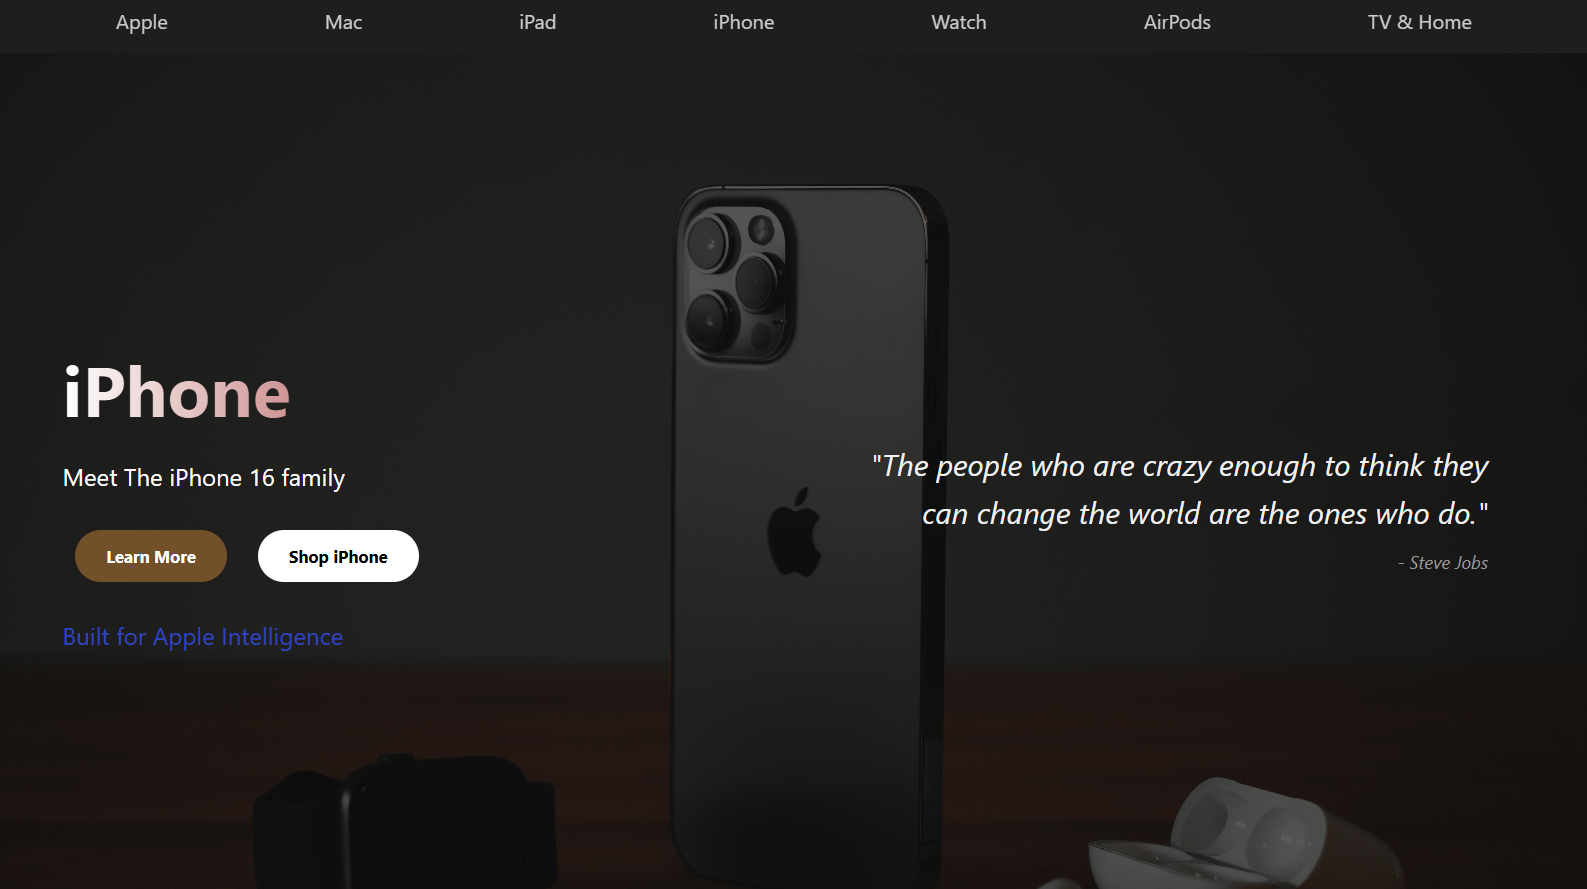 Apple Mac iPad iPhone Watch AirPods TV & Home
iPhone
Meet The iPhone 16 family
Learn More Shop iPhone
Built for Apple Intelligence
"The people who are crazy enough to think they
can change the world are the ones who do."
- Steve Jobs